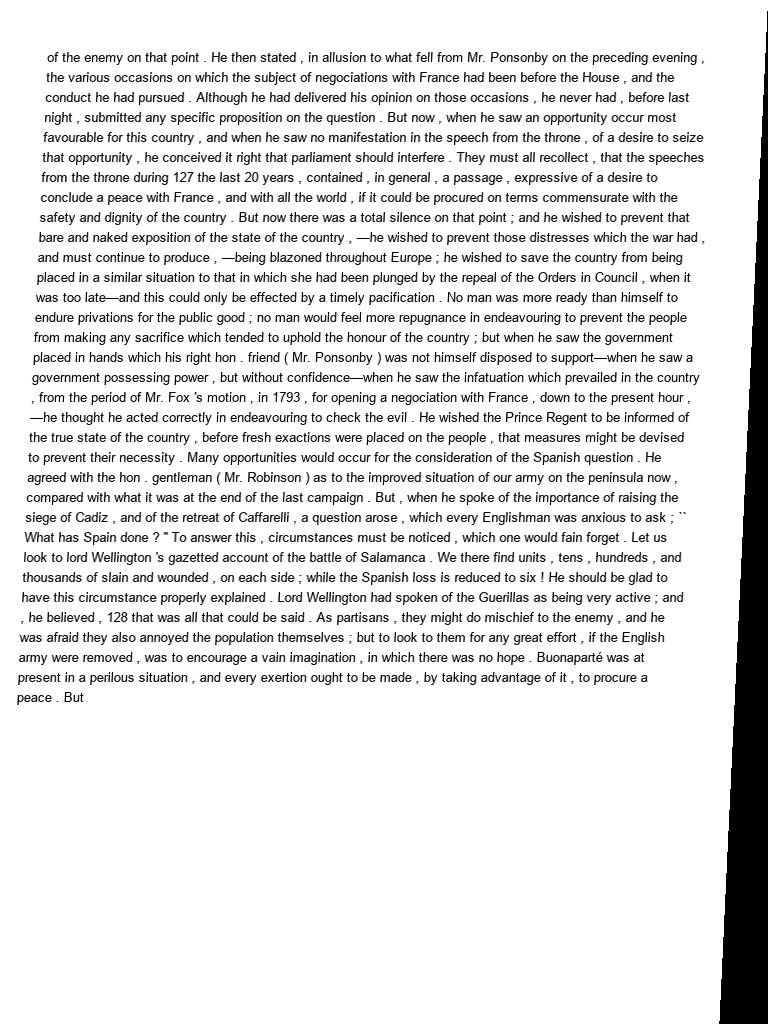 of the enemy on that point . He then stated , in allusion to what fell from Mr. Ponsonby on the preceding evening ,
the various occasions on which the subject of negociations with France had been before the House , and the
conduct he had pursued . Although he had delivered his opinion on those occasions , he never had , before last
night , submitted any specific proposition on the question . But now , when he saw an opportunity occur most
favourable for this country , and when he saw no manifestation in the speech from the throne , of a desire to seize
that opportunity , he conceived it right that parliament should interfere . They must all recollect , that the speeches
from the throne during 127 the last 20 years , contained , in general , a passage , expressive of a desire to
conclude a peace with France , and with all the world , if it could be procured on terms commensurate with the
safety and dignity of the country . But now there was a total silence on that point ; and he wished to prevent that
bare and naked exposition of the state of the country , —he wished to prevent those distresses which the war had ,
and must continue to produce , —being blazoned throughout Europe ; he wished to save the country from being
placed in a similar situation to that in which she had been plunged by the repeal of the Orders in Council , when it
was too late—and this could only be effected by a timely pacification . No man was more ready than himself to
endure privations for the public good ; no man would feel more repugnance in endeavouring to prevent the people
from making any sacrifice which tended to uphold the honour of the country ; but when he saw the government
placed in hands which his right hon . friend ( Mr. Ponsonby ) was not himself disposed to support—when he saw a
government possessing power , but without confidence—when he saw the infatuation which prevailed in the country
, from the period of Mr. Fox 's motion , in 1793 , for opening a negociation with France , down to the present hour ,
—he thought he acted correctly in endeavouring to check the evil . He wished the Prince Regent to be informed of
the true state of the country , before fresh exactions were placed on the people , that measures might be devised
to prevent their necessity . Many opportunities would occur for the consideration of the Spanish question . He
agreed with the hon . gentleman ( Mr. Robinson ) as to the improved situation of our army on the peninsula now ,
compared with what it was at the end of the last campaign . But , when he spoke of the importance of raising the
siege of Cadiz , and of the retreat of Caffarelli , a question arose , which every Englishman was anxious to ask ; ``
What has Spain done ? " To answer this , circumstances must be noticed , which one would fain forget . Let us
look to lord Wellington 's gazetted account of the battle of Salamanca . We there find units , tens , hundreds , and
thousands of slain and wounded , on each side ; while the Spanish loss is reduced to six ! He should be glad to
have this circumstance properly explained . Lord Wellington had spoken of the Guerillas as being very active ; and
, he believed , 128 that was all that could be said . As partisans , they might do mischief to the enemy , and he
was afraid they also annoyed the population themselves ; but to look to them for any great effort , if the English
army were removed , was to encourage a vain imagination , in which there was no hope . Buonaparté was at
present in a perilous situation , and every exertion ought to be made , by taking advantage of it , to procure a
peace . But